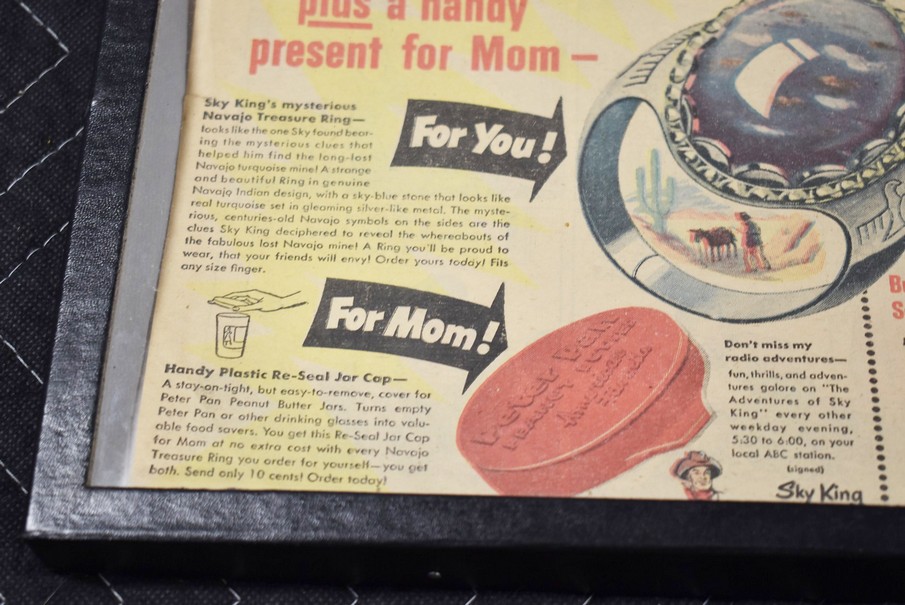 plus a handy
present for Mom —
Sky King's mysterious
Navajo Treasure Ring—
looks like the one Sky found bear-
ing the mysterious clues that
helped him find the long-lost
Navajo turquoise mine! A strange
and beautiful Ring in genuine
Navajo Indian design, with a sky-blue stone that looks like
real turquoise set in gleaming silver-like metal. The myste-
rious, centuries-old Navajo symbols on the sides are the
clues Sky King deciphered to reveal the whereabouts of
the fabulous lost Navajo mine! A Ring you'll be proud to
wear, that your friends will envy! Order yours today! Fits
any size finger.
For You!
For Mom!
Handy Plastic Re-Seal Jar Cap—
A stay-on-tight, but easy-to-remove, cover for
Peter Pan Peanut Butter Jars. Turns empty
Peter Pan or other drinking glasses into valu-
able food savers. You get this Re-Seal Jar Cap
for Mom at no extra cost with every Navajo
Treasure Ring you order for yourself—you get
both. Send only 10 cents! Order today!
Peter Pan
PEANUT BUTTER
Don't miss my
radio adventures—
fun, thrills, and adven-
tures galore on "The
Adventures of Sky
King" every other
weekday evening,
5:30 to 6:00, on your
local ABC station.
(signed)
Sky King